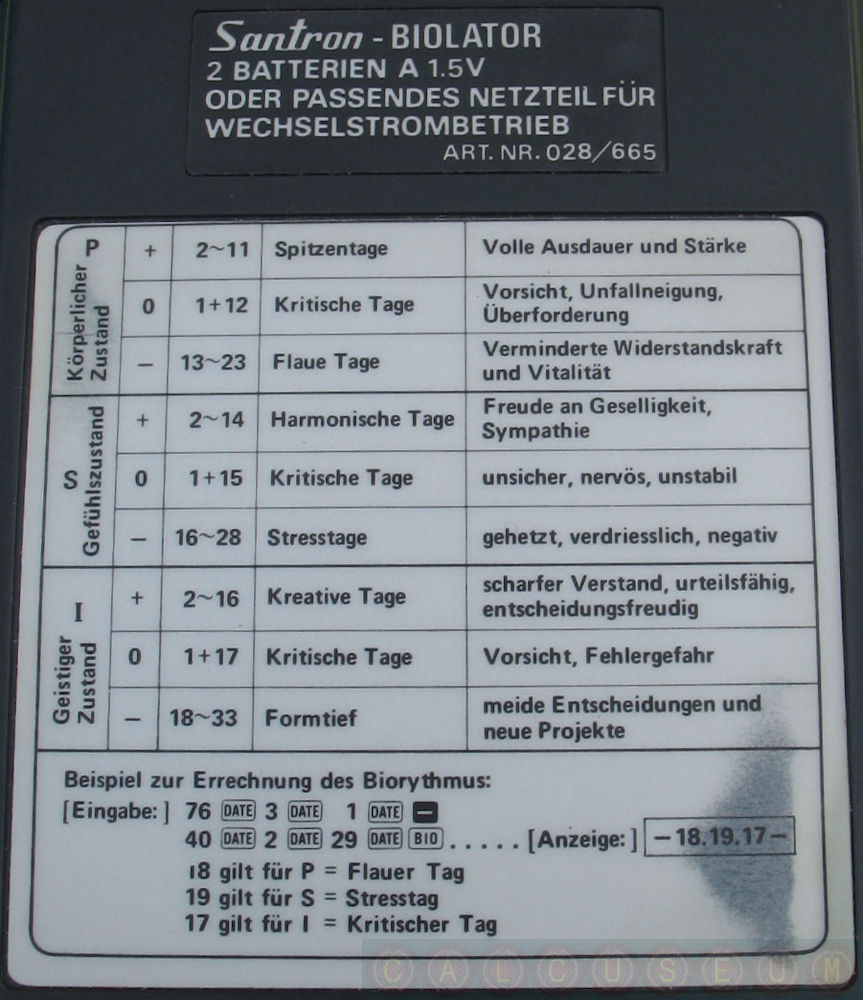 Santron - BIOLATOR
2 BATTERIEN A 1.5V
ODER PASSENDES NETZTEIL FÜR
WECHSELSTROMBETRIEB
ART. NR. 028/665
P Körperlicher Zustand
+ 2~11 Spitzentage Volle Ausdauer und Stärke
0 1+12 Kritische Tage Vorsicht, Unfallneigung,
Überforderung
− 13~23 Flaue Tage Verminderte Widerstandskraft
und Vitalität
S Gefühlszustand
+ 2~14 Harmonische Tage Freude an Geselligkeit,
Sympathie
0 1+15 Kritische Tage unsicher, nervös, unstabil
− 16~28 Stresstage gehetzt, verdriesslich, negativ
I Geistiger Zustand
+ 2~16 Kreative Tage scharfer Verstand, urteilsfähig,
entscheidungsfreudig
0 1+17 Kritische Tage Vorsicht, Fehlergefahr
− 18~33 Formtief meide Entscheidungen und
neue Projekte
Beispiel zur Errechnung des Biorythmus:
[Eingabe:] 76 DATE 3 DATE 1 DATE −
40 DATE 2 DATE 29 DATE BIO ..... [Anzeige:] −18.19.17−
18 gilt für P = Flauer Tag
19 gilt für S = Stresstag
17 gilt für I = Kritischer Tag
CALCUSEUM